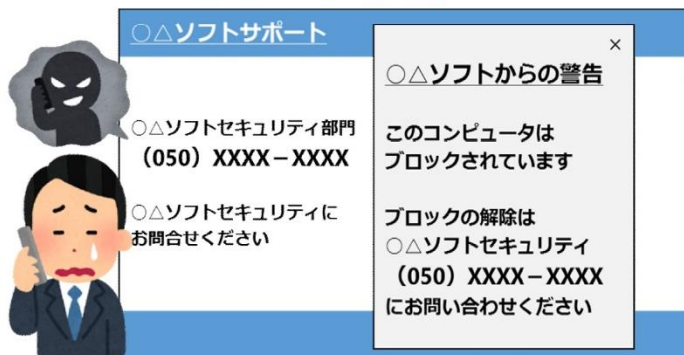 ○△ソフトサポート
○△ソフトセキュリティ部門
（050）XXXX－XXXX
○△ソフトセキュリティに
お問合せください
×
○△ソフトからの警告
このコンピュータは
ブロックされています
ブロックの解除は
○△ソフトセキュリティ
（050）XXXX－XXXX
にお問い合わせください